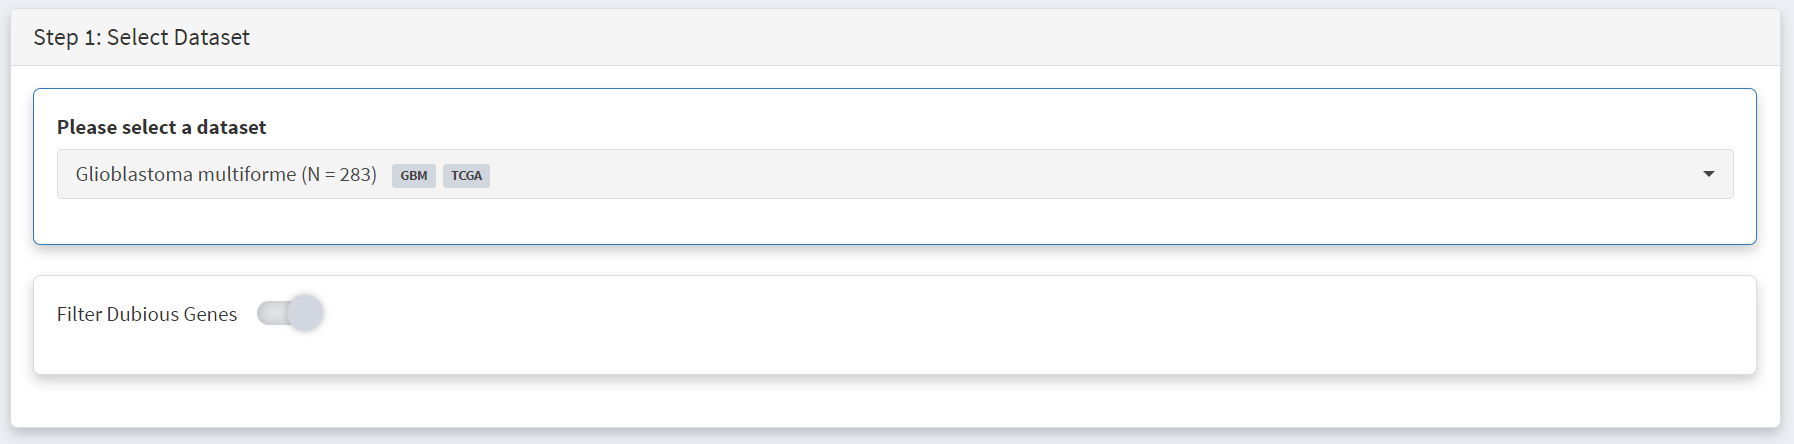 Step 1: Select Dataset
Please select a dataset
Glioblastoma multiforme (N = 283) GBM TCGA
Filter Dubious Genes